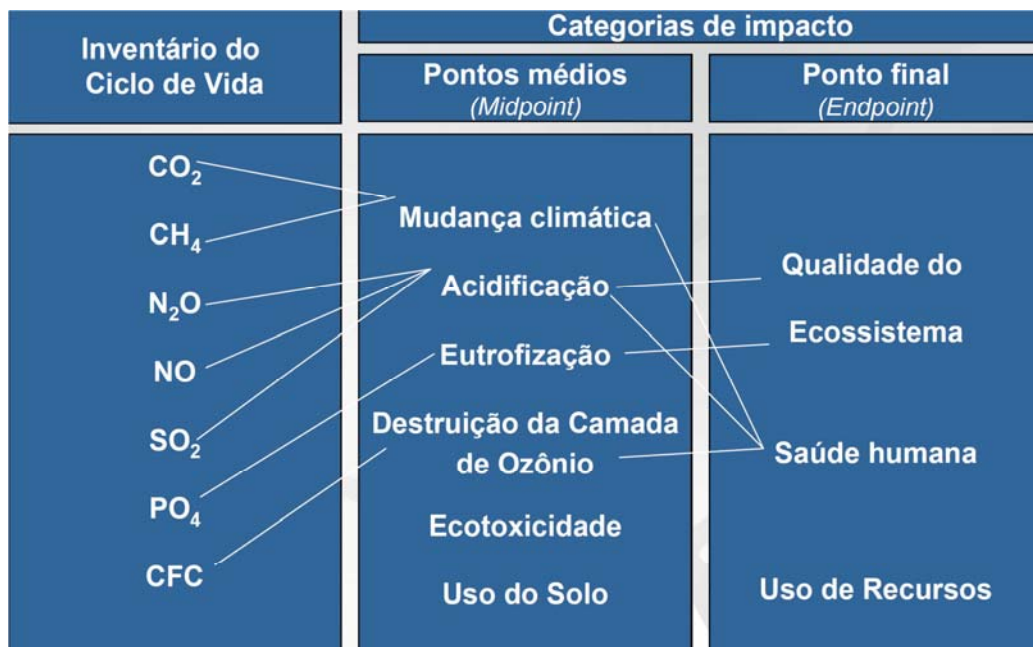 Inventário do
Ciclo de Vida
Categorias de impacto
Pontos médios
(Midpoint)
Ponto final
(Endpoint)
CO₂
CH₄
N₂O
NO
SO₂
PO₄
CFC
Mudança climática
Acidificação
Eutrofização
Destruição da Camada
de Ozônio
Ecotoxicidade
Uso do Solo
Qualidade do
Ecossistema
Saúde humana
Uso de Recursos